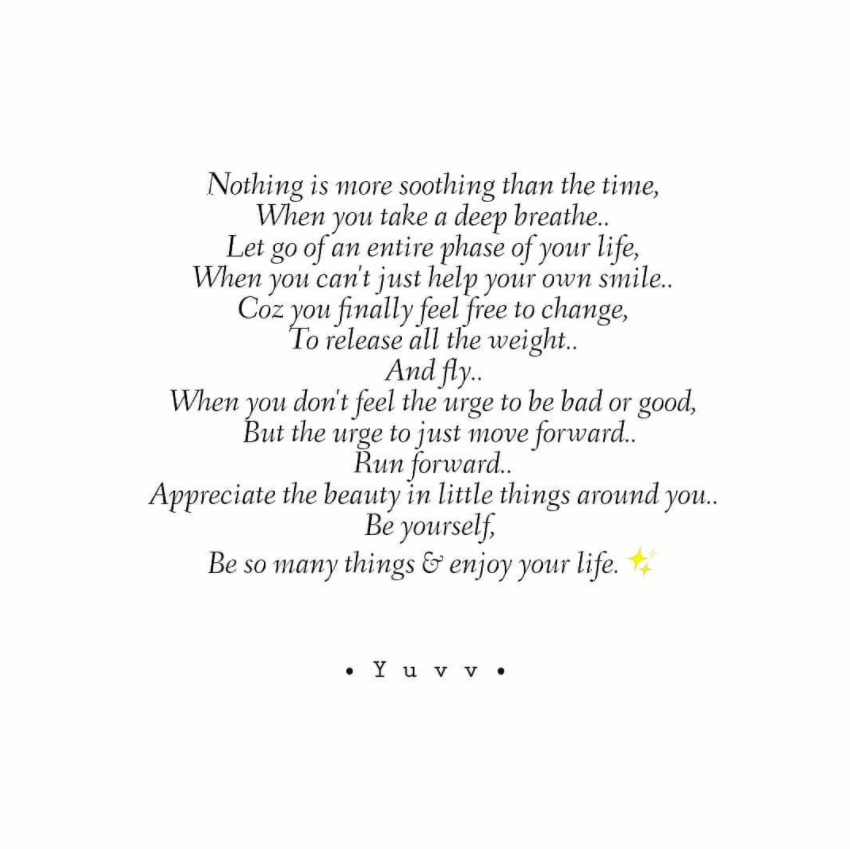 Nothing is more soothing than the time,
When you take a deep breathe..
Let go of an entire phase of your life,
When you can't just help your own smile..
Coz you finally feel free to change,
To release all the weight..
And fly..
When you don't feel the urge to be bad or good,
But the urge to just move forward..
Run forward..
Appreciate the beauty in little things around you..
Be yourself,
Be so many things & enjoy your life. ✨
• Y u v v •